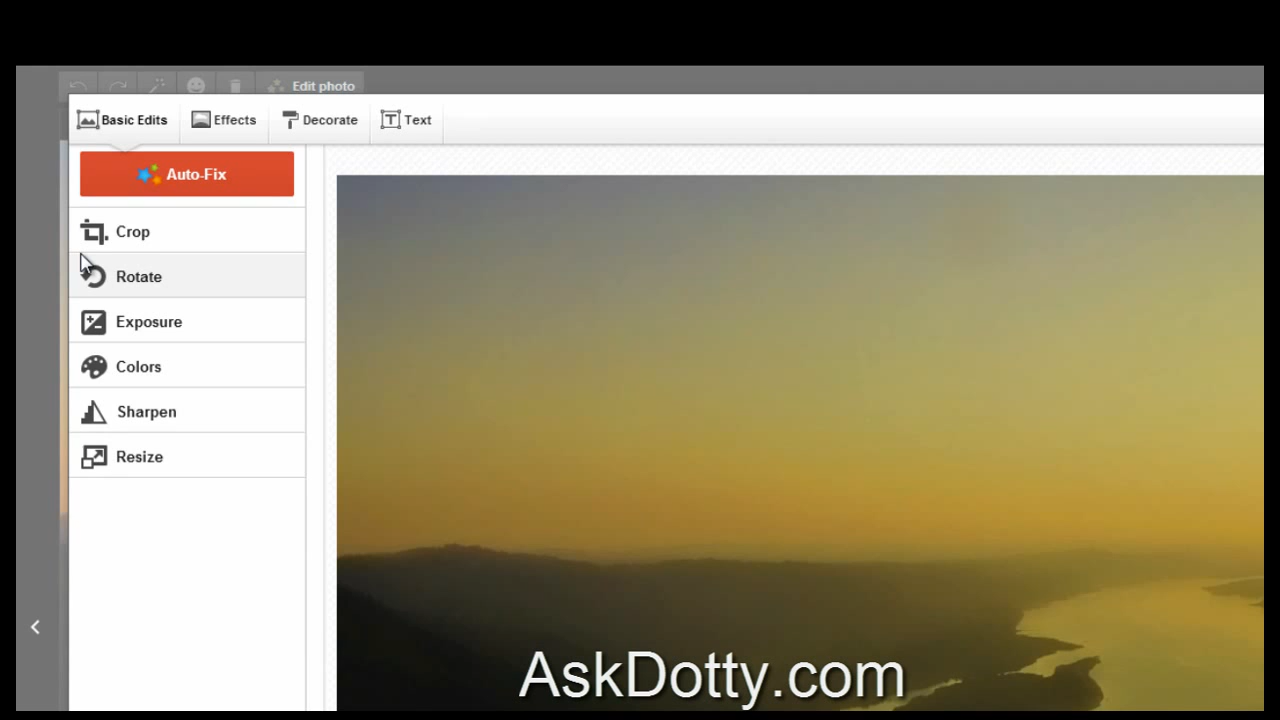 Edit photo
Basic Edits
Effects
Decorate
Text
Auto-Fix
Crop
Rotate
Exposure
Colors
Sharpen
Resize
AskDotty.com